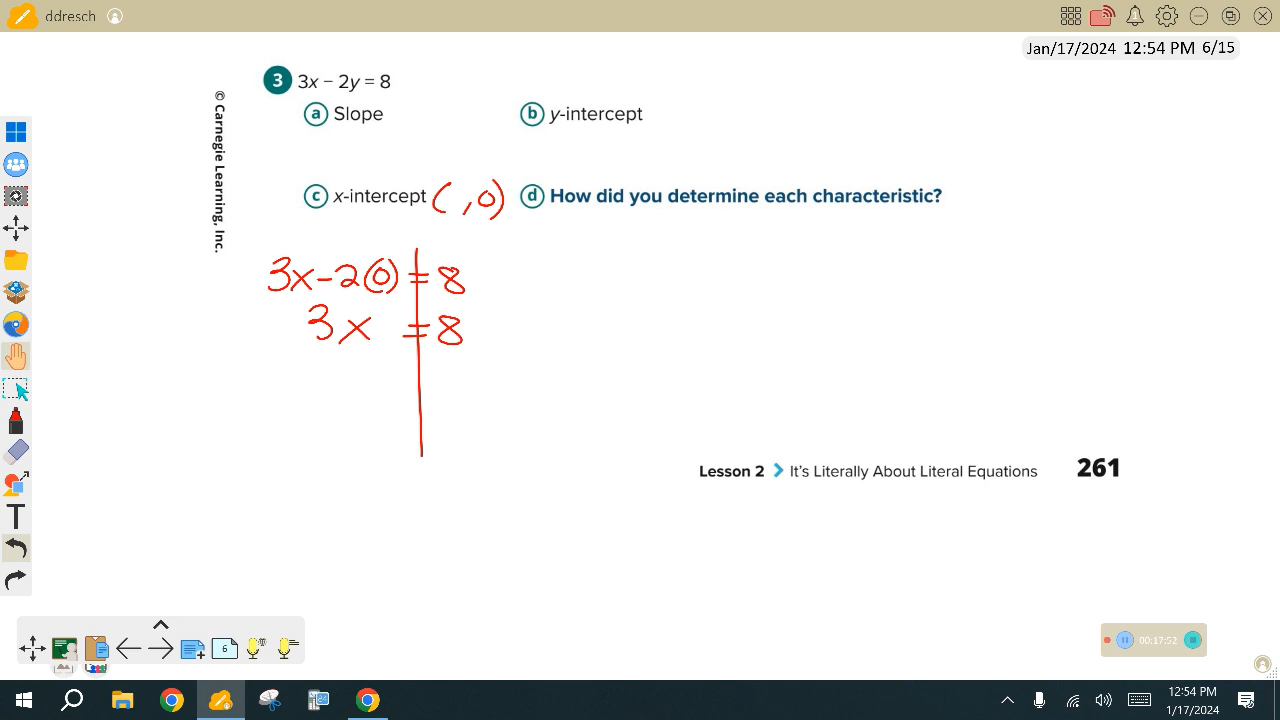 ddresch
Jan/17/2024 12:54 PM 6/15
3 3x − 2y = 8
a Slope
b y-intercept
© Carnegie Learning, Inc.
c x-intercept ( , 0)
d How did you determine each characteristic?
3x - 2(0) = 8
3x = 8
Lesson 2 > It's Literally About Literal Equations 261
T
6
00:17:52
12:54 PM
1/17/2024